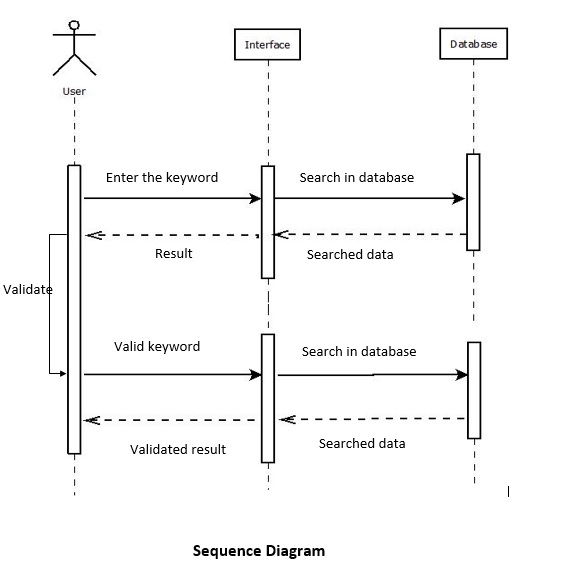 User
Interface
Database
Enter the keyword
Search in database
Result
Searched data
Validate
Valid keyword
Search in database
Validated result
Searched data
Sequence Diagram